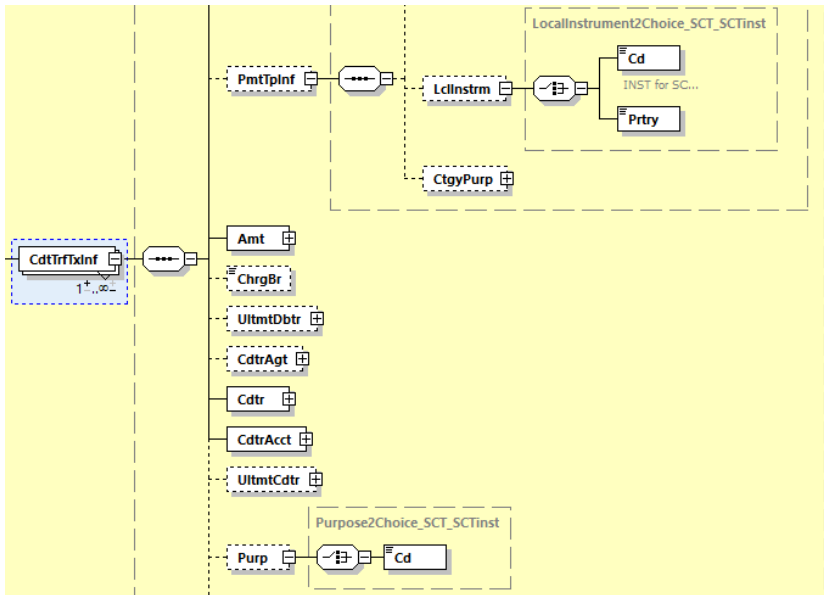 LocalInstrument2Choice_SCT_SCTinst
Cd
INST for SC...
PmtTpInf
LclInstrm
Prtry
CtgyPurp
Amt
CdtTrfTxInf
1..∞
ChrgBr
UltmtDbtr
CdtrAgt
Cdtr
CdtrAcct
UltmtCdtr
Purpose2Choice_SCT_SCTinst
Purp
Cd